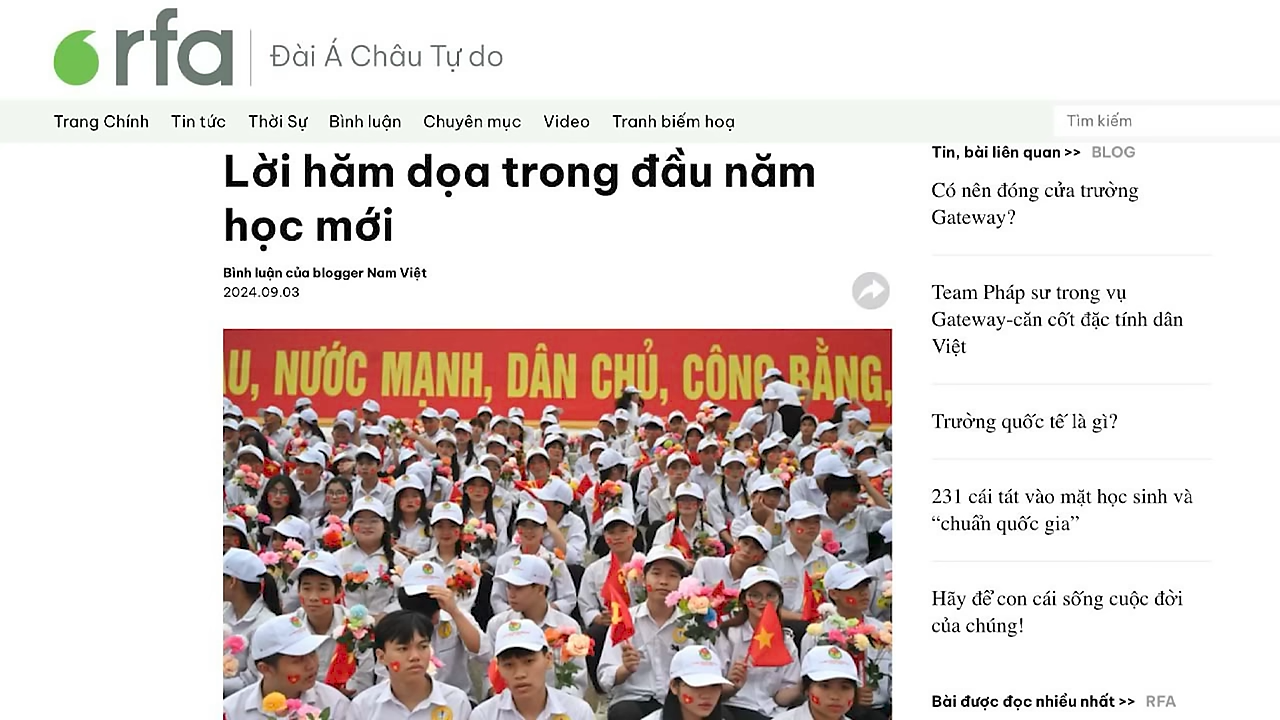 rfa Đài Á Châu Tự do
Trang Chính Tin tức Thời Sự Bình luận Chuyên mục Video Tranh biếm hoạ Tìm kiếm
Lời hăm dọa trong đầu năm
học mới
Bình luận của blogger Nam Việt
2024.09.03
U, NƯỚC MẠNH, DÂN CHỦ, CÔNG BẰNG,
Tin, bài liên quan >> BLOG
Có nên đóng cửa trường
Gateway?
Team Pháp sư trong vụ
Gateway-căn cốt đặc tính dân
Việt
Trường quốc tế là gì?
231 cái tát vào mặt học sinh và
“chuẩn quốc gia”
Hãy để con cái sống cuộc đời
của chúng!
Bài được đọc nhiều nhất >> RFA